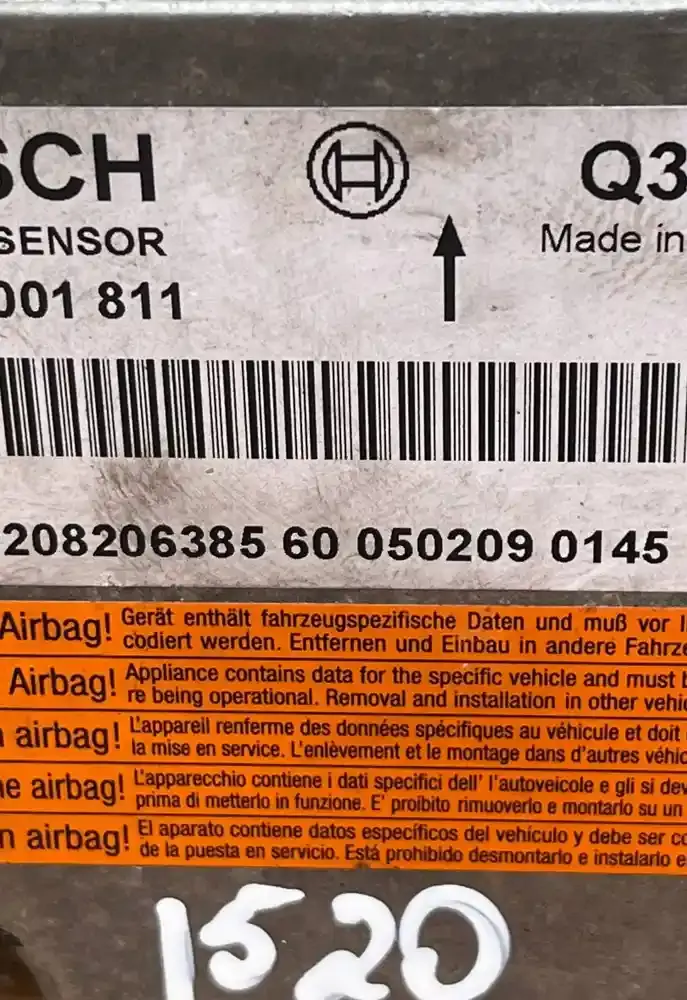 SCH
Q3
SENSOR
Made in
001 811
208206385 60 050209 0145
Airbag! Gerät enthält fahrzeugspezifische Daten und muß vor
codiert werden. Entfernen und Einbau in andere Fahrze
Airbag! Appliance contains data for the specific vehicle and must b
re being operational. Removal and installation in other vehic
airbag! L'appareil renferme des données spécifiques au véhicule et doit
la mise en service. L'enlèvement et le montage dans d'autres véhic
ne airbag! L'apparecchio contiene i dati specifici dell' l'autoveicole e gli si dev
prima di metterlo in funzione. E' proibito rimuoverlo e montarlo su un
n airbag! El aparato contiene datos específicos del vehículo y debe ser co
de la puesta en servicio. Está prohibido desmontarlo e instalarlo e
1520